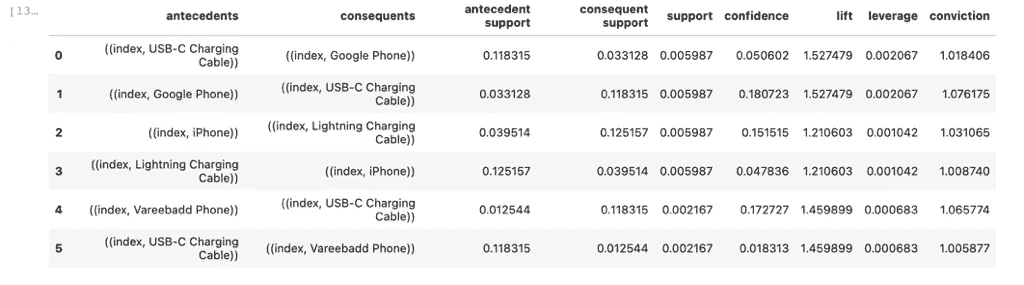 [13…
antecedents consequents antecedent support consequent support support confidence lift leverage conviction
0 ((index, USB-C Charging Cable)) ((index, Google Phone)) 0.118315 0.033128 0.005987 0.050602 1.527479 0.002067 1.018406
1 ((index, Google Phone)) ((index, USB-C Charging Cable)) 0.033128 0.118315 0.005987 0.180723 1.527479 0.002067 1.076175
2 ((index, iPhone)) ((index, Lightning Charging Cable)) 0.039514 0.125157 0.005987 0.151515 1.210603 0.001042 1.031065
3 ((index, Lightning Charging Cable)) ((index, iPhone)) 0.125157 0.039514 0.005987 0.047836 1.210603 0.001042 1.008740
4 ((index, Vareebadd Phone)) ((index, USB-C Charging Cable)) 0.012544 0.118315 0.002167 0.172727 1.459899 0.000683 1.065774
5 ((index, USB-C Charging Cable)) ((index, Vareebadd Phone)) 0.118315 0.012544 0.002167 0.018313 1.459899 0.000683 1.005877